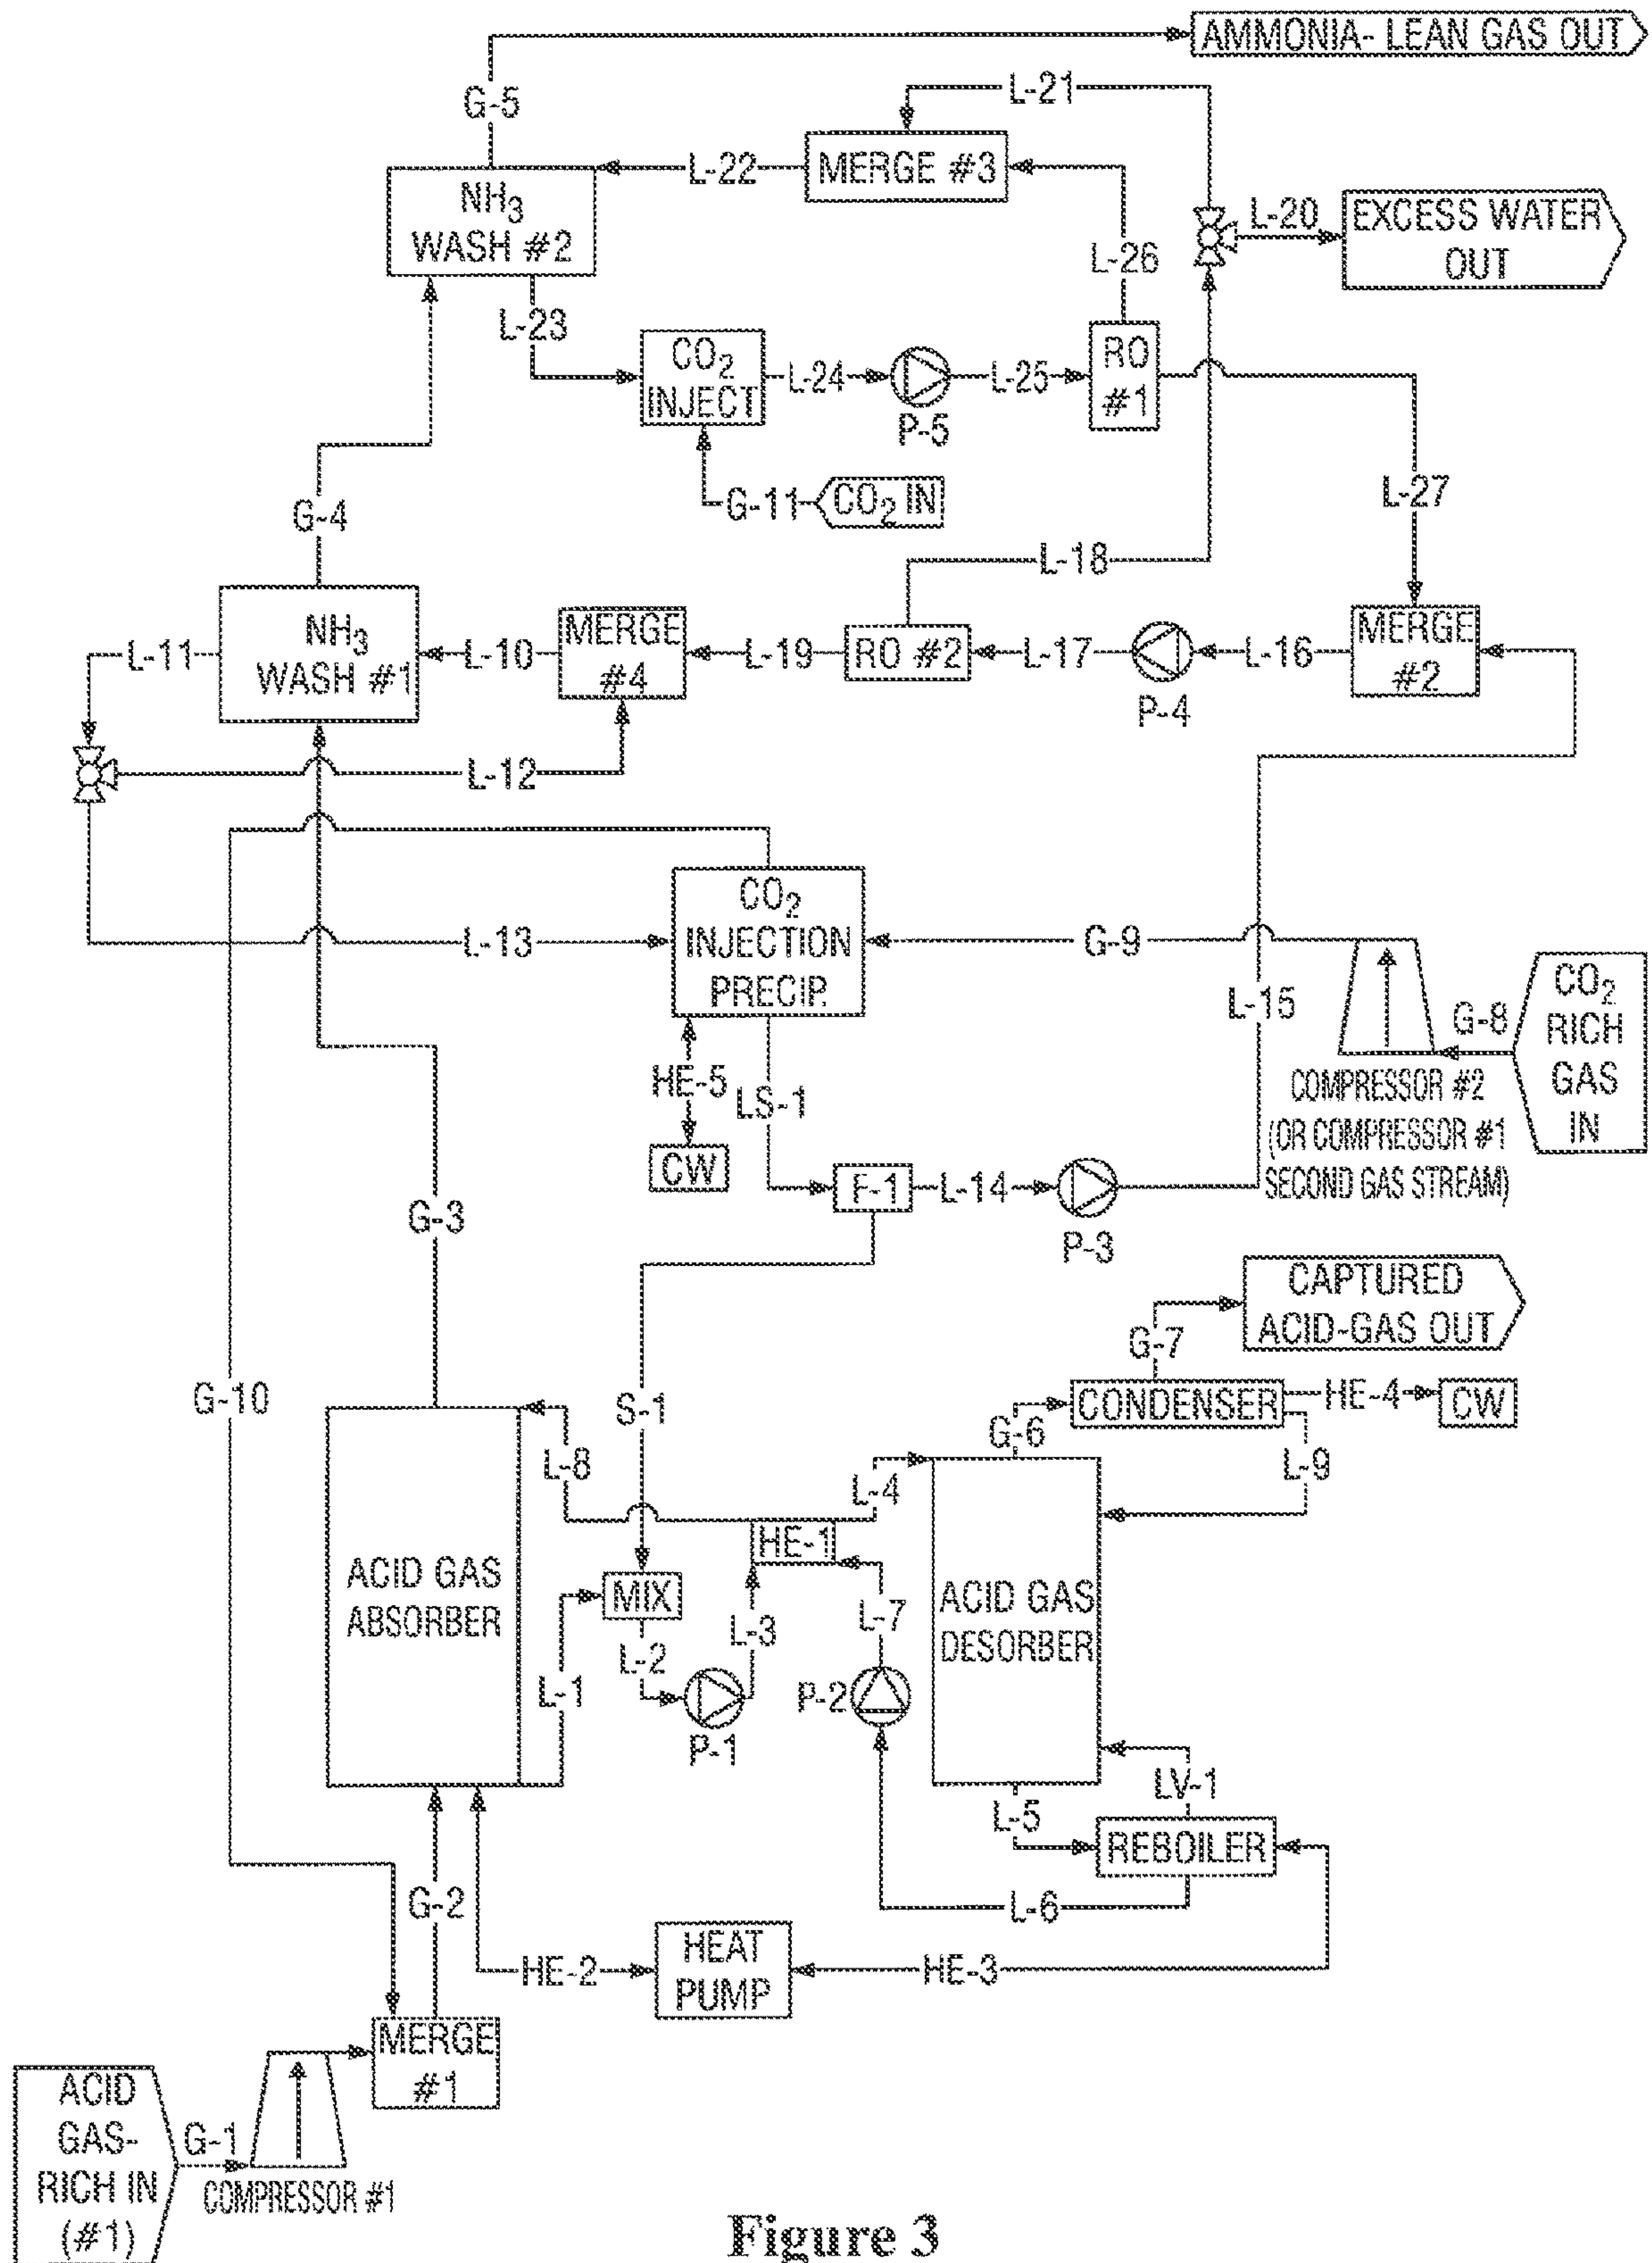 AMMONIA- LEAN GAS OUT
G-5
L-21
MERGE #3
L-22
NH3
WASH #2
L-20
EXCESS WATER
OUT
L-26
L-23
CO2
INJECT
L-24
P-5
L-25
RO
#1
G-11
CO2 IN
L-27
G-4
L-18
L-11
NH3
WASH #1
L-10
MERGE
#4
L-19
RO #2
L-17
P-4
L-16
MERGE
#2
L-12
CO2
INJECTION
PRECIP.
L-13
G-9
L-15
G-8
CO2
RICH
GAS
IN
COMPRESSOR #2
(OR COMPRESSOR #1
SECOND GAS STREAM)
HE-5
LS-1
CW
F-1
L-14
P-3
G-3
CAPTURED
ACID-GAS OUT
G-7
G-10
S-1
CONDENSER
HE-4
CW
G-6
L-8
L-4
L-9
HE-1
ACID GAS
ABSORBER
MIX
ACID GAS
DESORBER
L-3
L-7
L-2
L-1
P-1
P-2
LV-1
L-5
REBOILER
G-2
L-6
HEAT
PUMP
HE-2
HE-3
MERGE
#1
ACID
GAS-
RICH IN
(#1)
G-1
COMPRESSOR #1
Figure 3